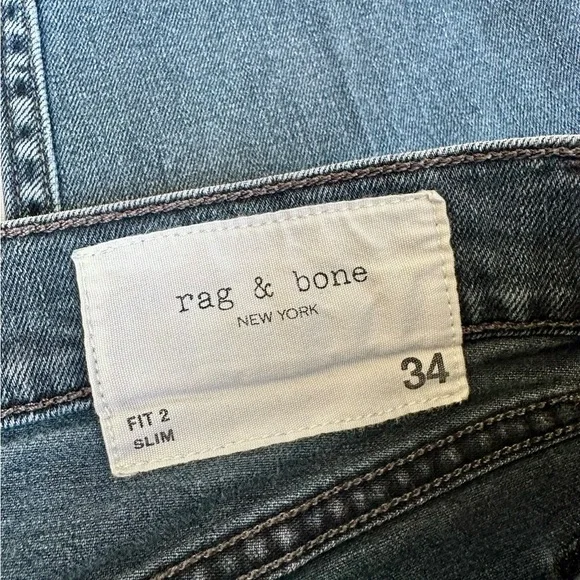 rag & bone
NEW YORK
34
FIT 2
SLIM